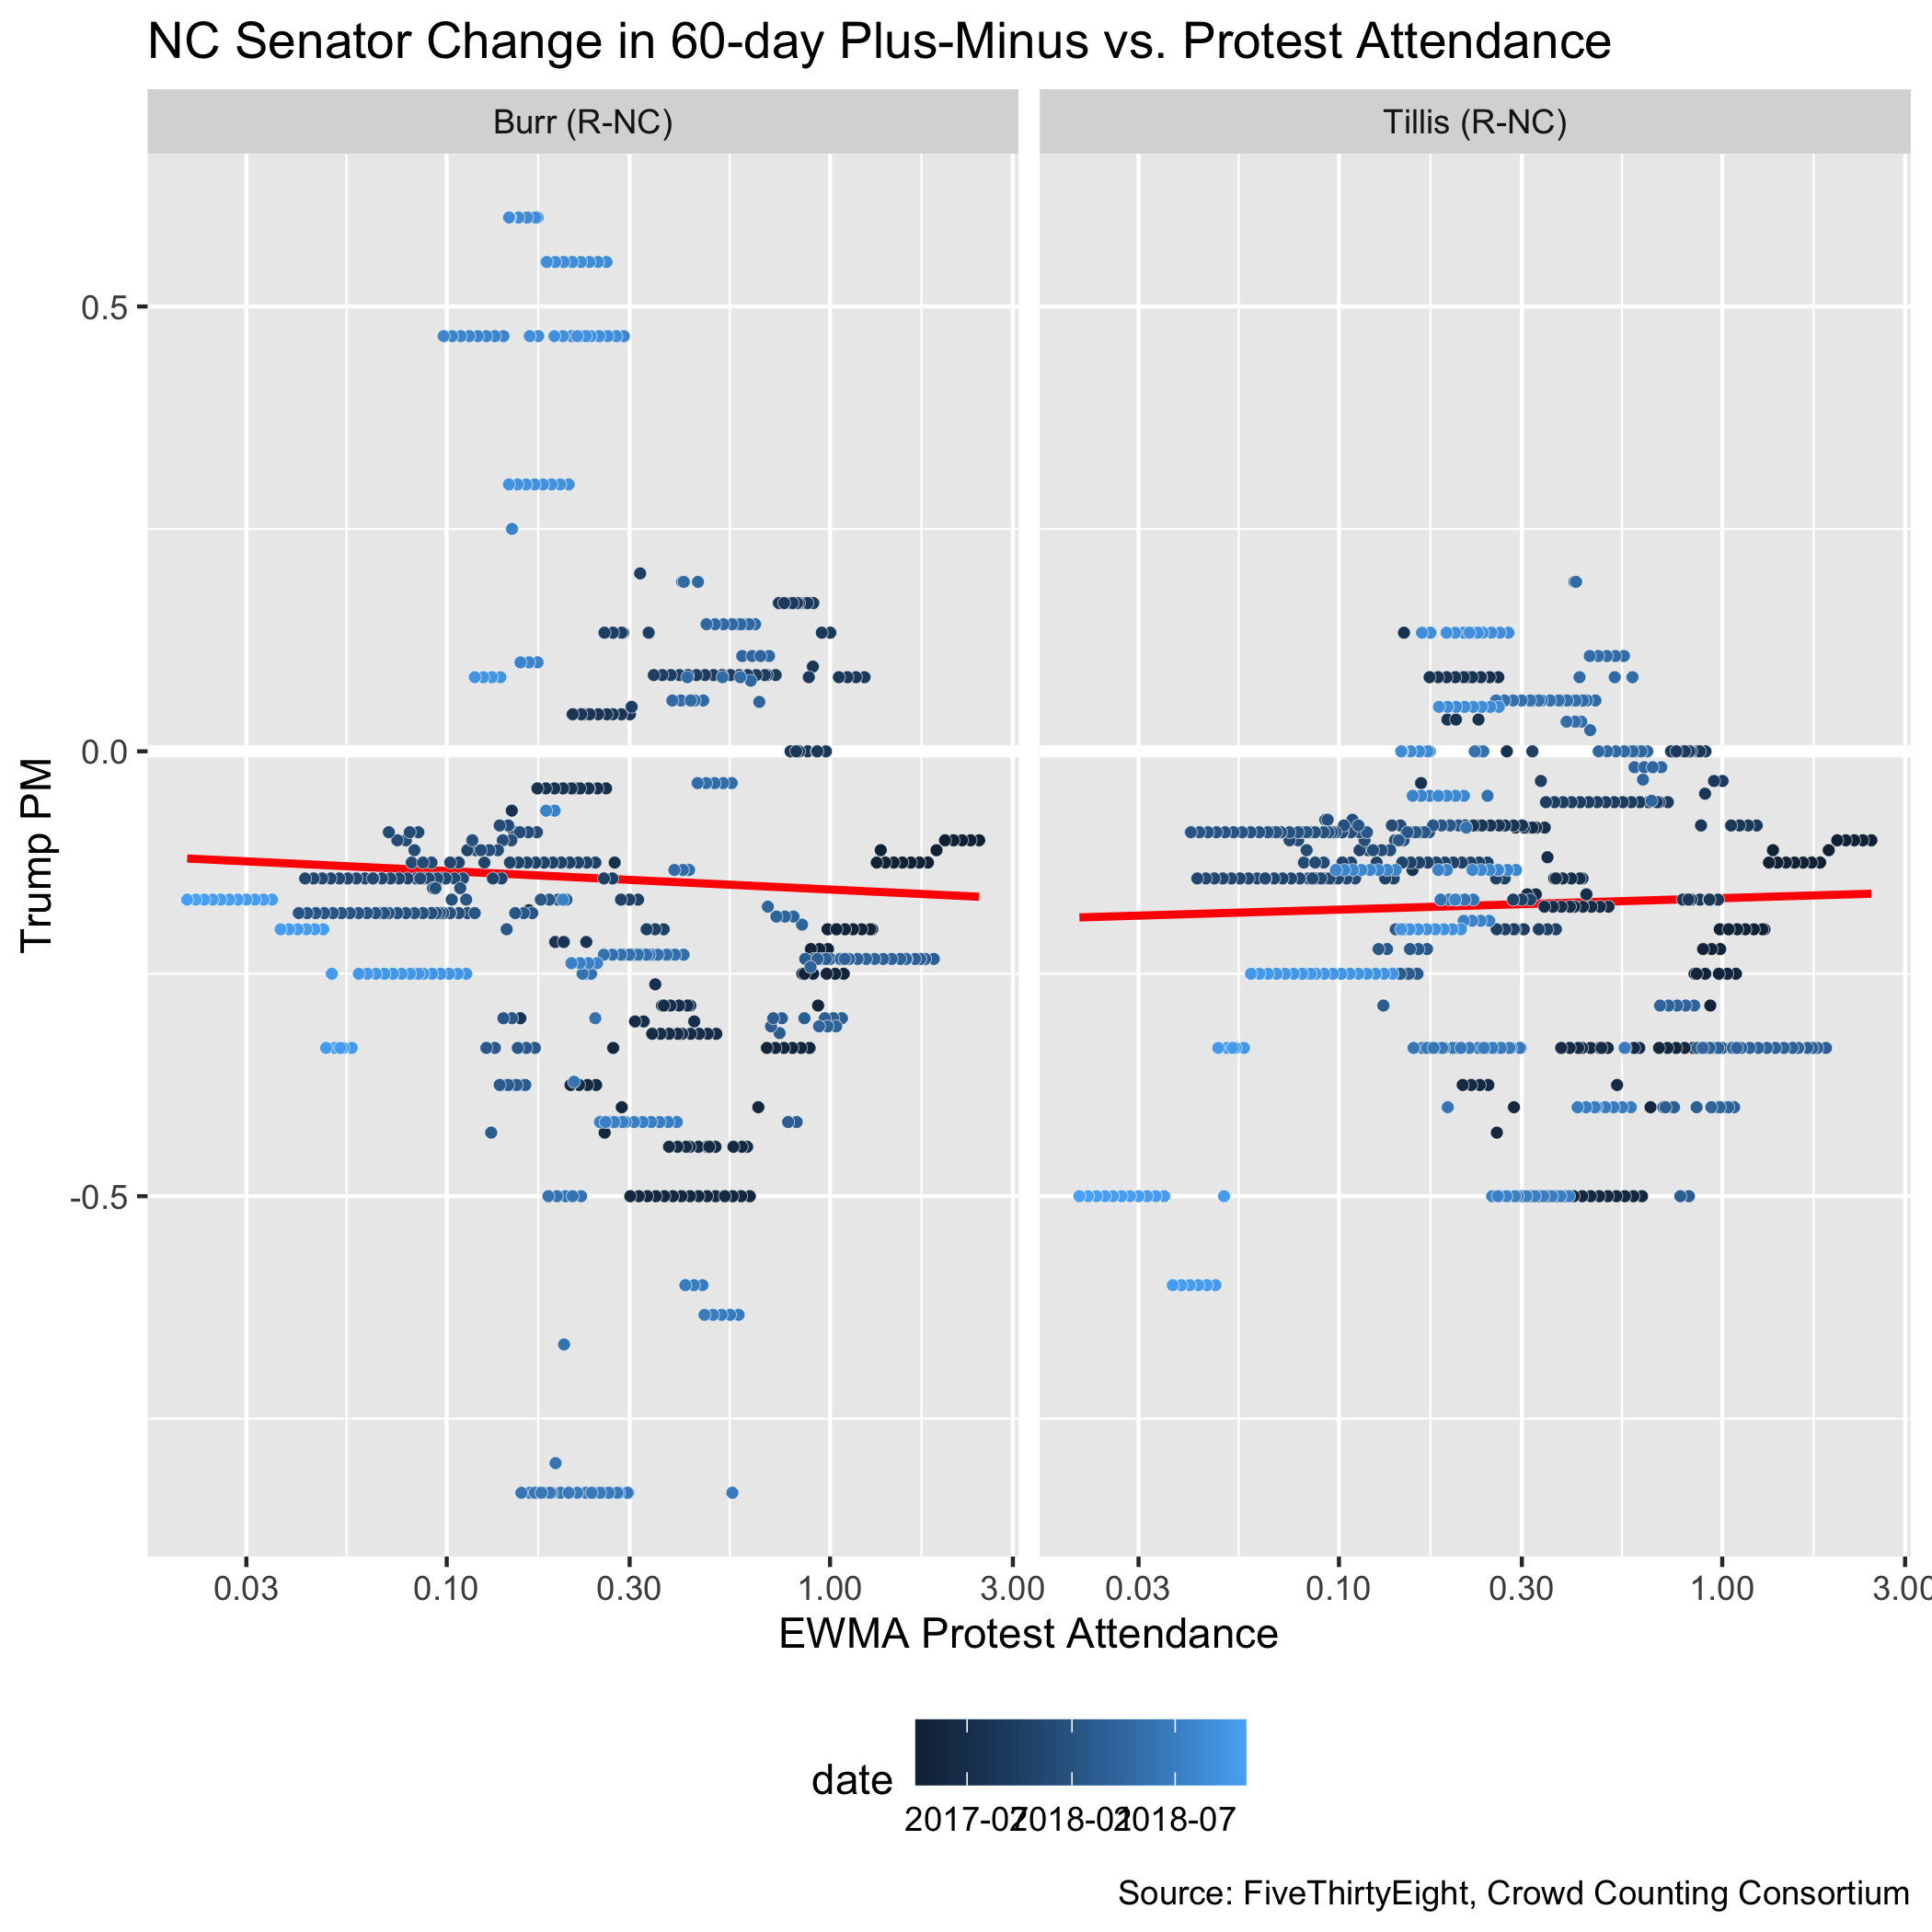 NC Senator Change in 60-day Plus-Minus vs. Protest Attendance
Burr (R-NC)
Tillis (R-NC)
Trump PM
0.5
0.0
-0.5
0.03 0.10 0.30 1.00 3.00
0.03 0.10 0.30 1.00 3.00
EWMA Protest Attendance
date
2017-07 2018-01 2018-07
Source: FiveThirtyEight, Crowd Counting Consortium